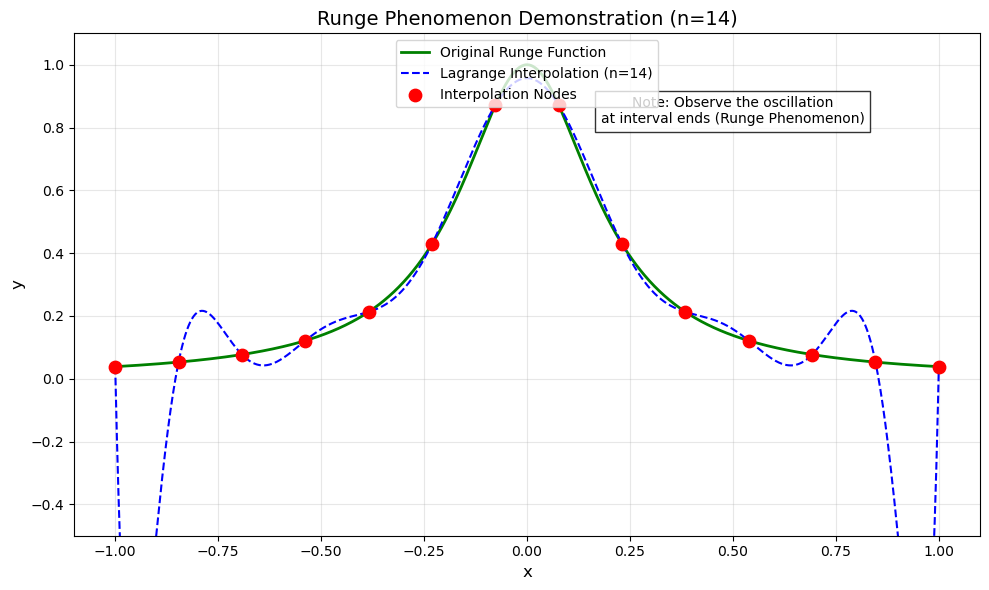 Runge Phenomenon Demonstration (n=14)
Original Runge Function
Lagrange Interpolation (n=14)
Interpolation Nodes
Note: Observe the oscillation
at interval ends (Runge Phenomenon)
y
1.0
0.8
0.6
0.4
0.2
0.0
−0.2
−0.4
−1.00 −0.75 −0.50 −0.25 0.00 0.25 0.50 0.75 1.00
x